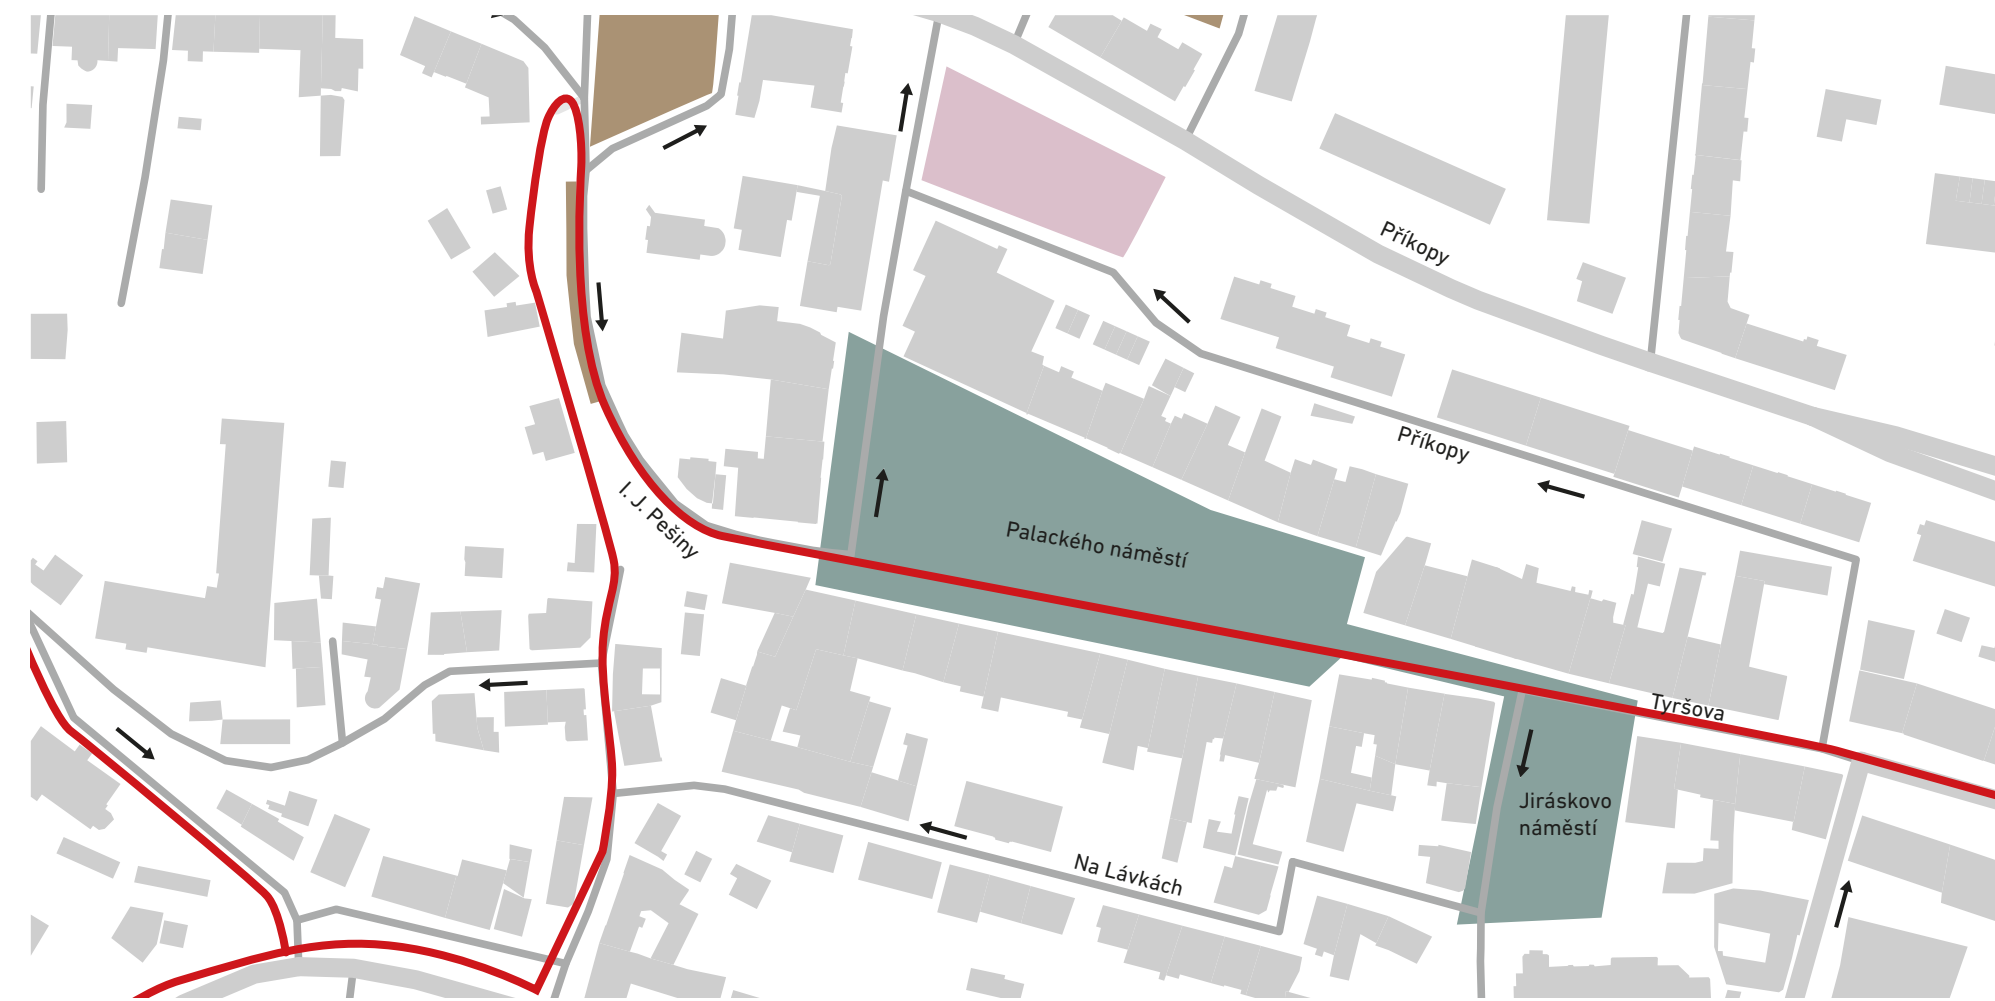 Příkopy
Příkopy
I. J. Pešiny
Palackého náměstí
Tyršova
Jiráskovo
náměstí
Na Lávkách